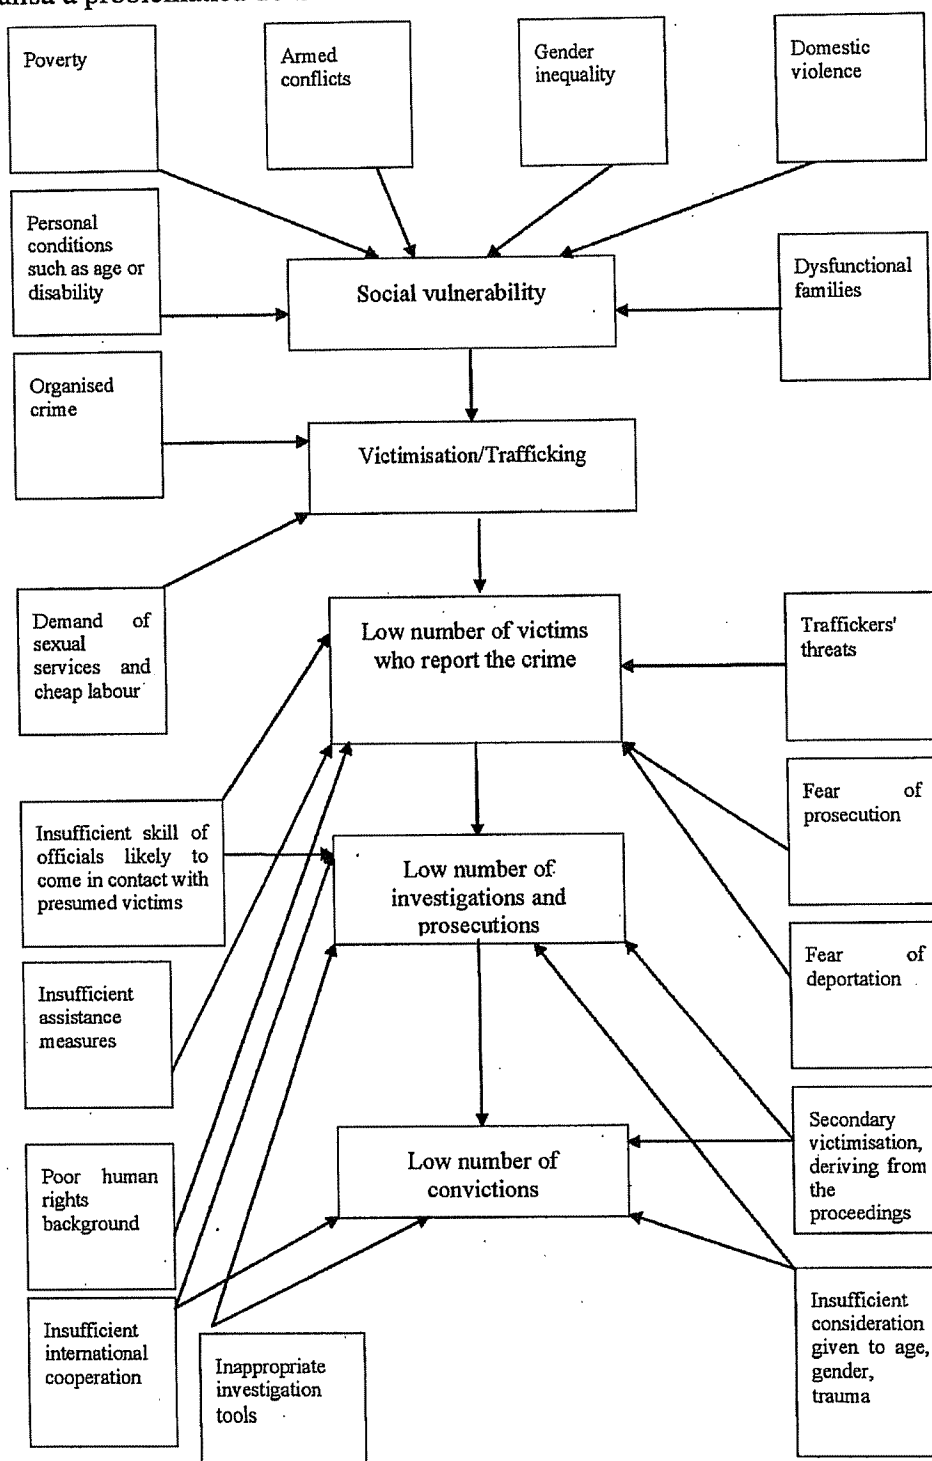 Poverty
Armed
conflicts
Gender
inequality
Domestic
violence
Personal
conditions
such as age or
disability
Social vulnerability
Dysfunctional
families
Organised
crime
Victimisation/Trafficking
Demand of
sexual
services and
cheap labour
Low number of victims
who report the crime
Traffickers'
threats
Fear of
prosecution
Insufficient skill of
officials likely to
come in contact with
presumed victims
Low number of
investigations and
prosecutions
Fear of
deportation
Insufficient
assistance
measures
Secondary
victimisation,
deriving from
the
proceedings
Low number of
convictions
Poor human
rights
background
Insufficient
international
cooperation
Inappropriate
investigation
tools
Insufficient
consideration
given to age,
gender,
trauma